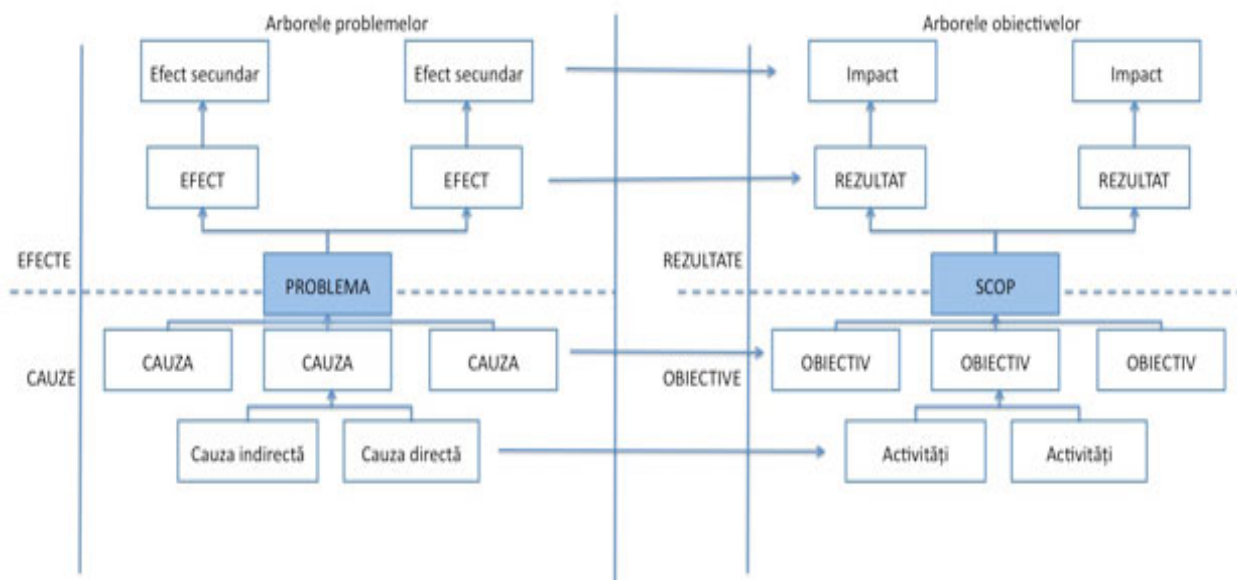 Arborele problemelor
Arborele obiectivelor
Efect secundar
Efect secundar
Impact
Impact
EFECT
EFECT
REZULTAT
REZULTAT
EFECTE
REZULTATE
PROBLEMA
SCOP
CAUZA
CAUZA
CAUZA
OBIECTIV
OBIECTIV
OBIECTIV
CAUZE
OBIECTIVE
Cauza indirectă
Cauza directă
Activități
Activități